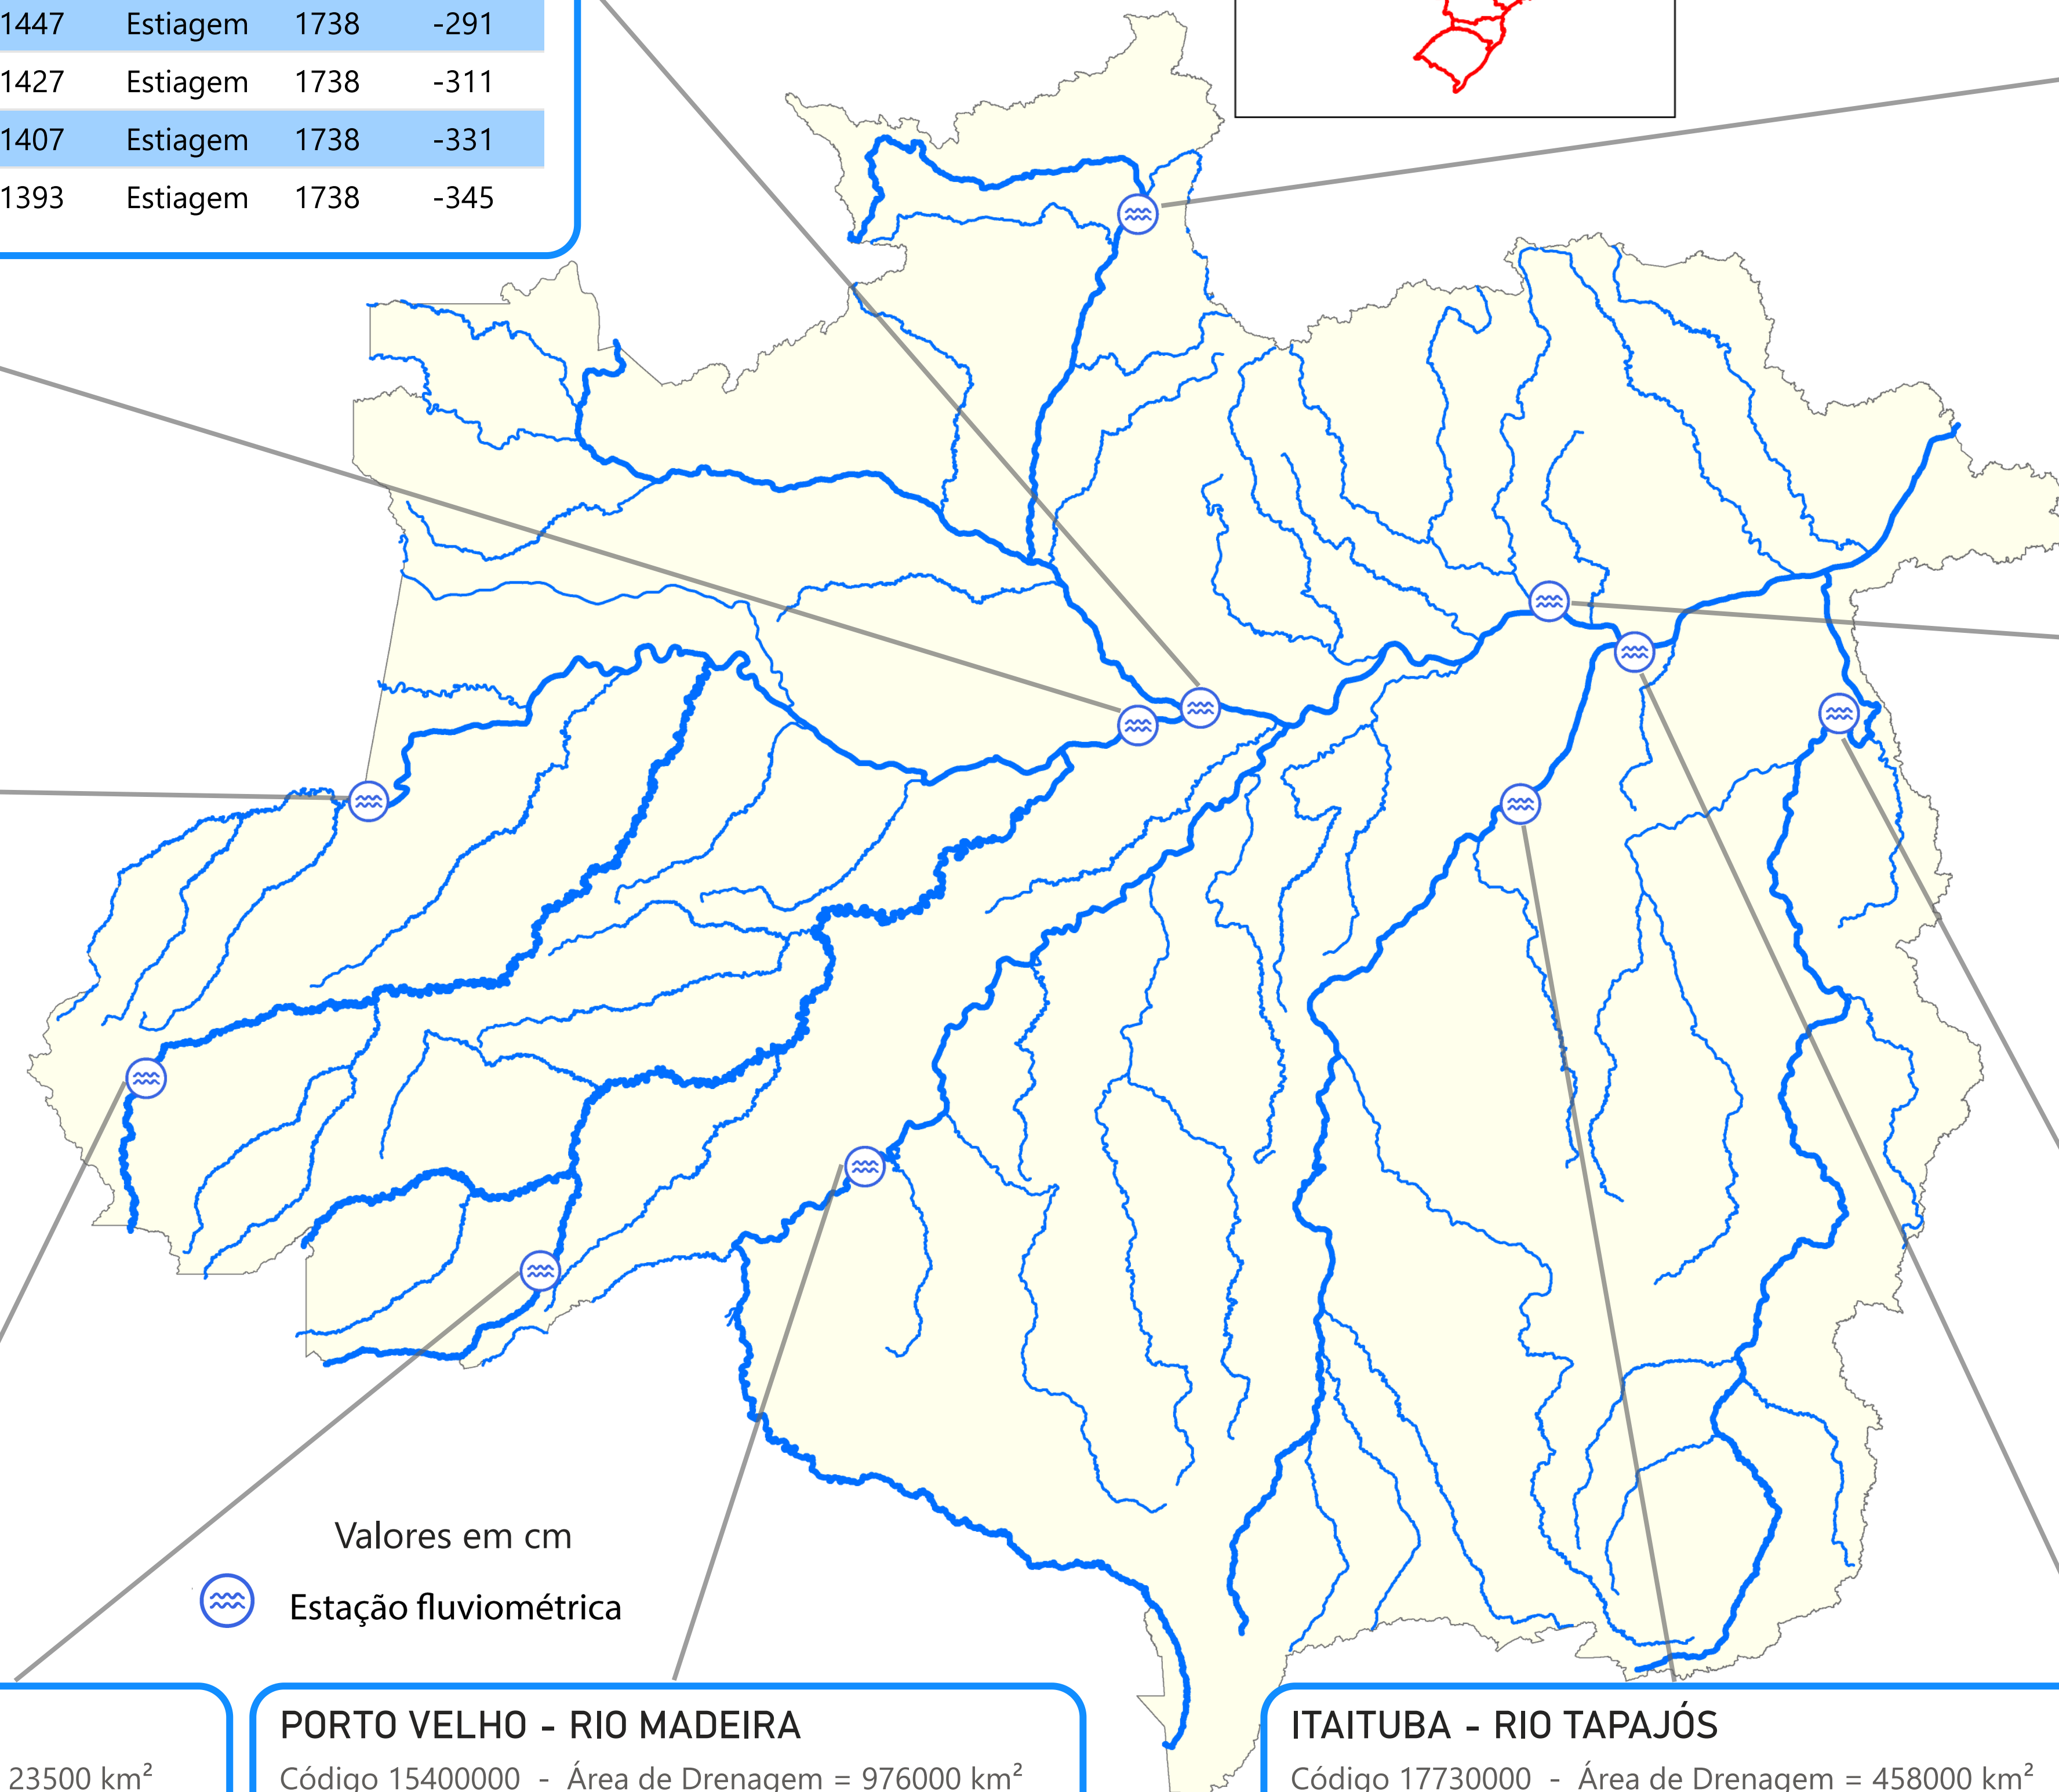 1447 Estiagem 1738 -291
1427 Estiagem 1738 -311
1407 Estiagem 1738 -331
1393 Estiagem 1738 -345
Valores em cm
Estação fluviométrica
23500 km²
PORTO VELHO - RIO MADEIRA
Código 15400000 - Área de Drenagem = 976000 km²
ITAITUBA - RIO TAPAJÓS
Código 17730000 - Área de Drenagem = 458000 km²